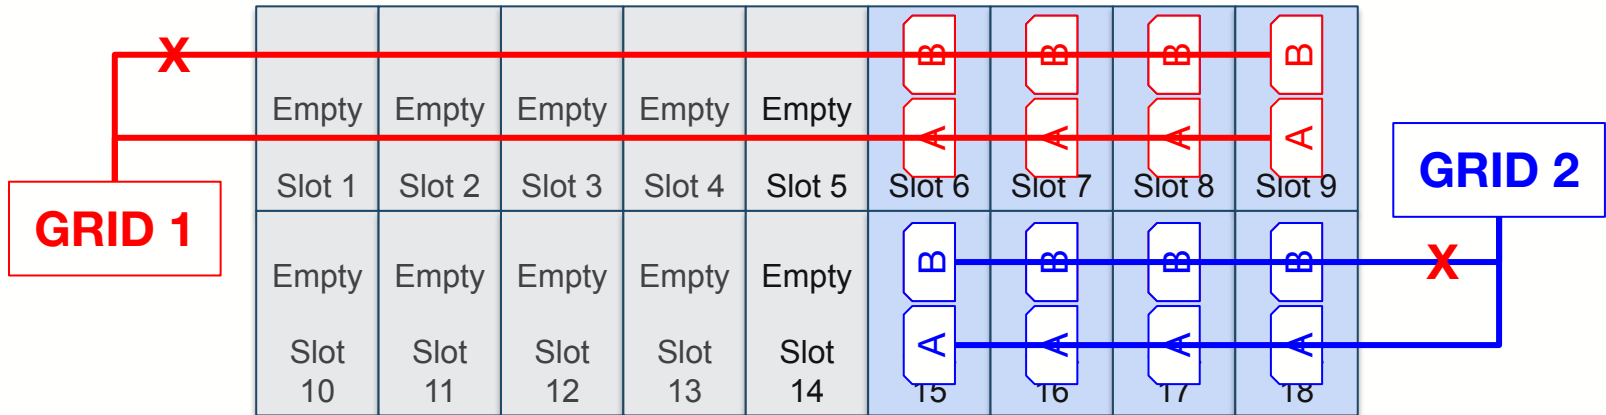 X B B B B
Empty Empty Empty Empty Empty
A A A A
Slot 1 Slot 2 Slot 3 Slot 4 Slot 5 Slot 6 Slot 7 Slot 8 Slot 9
GRID 1
GRID 2
B B B B X
Empty Empty Empty Empty Empty
A A A A
Slot Slot Slot Slot Slot
10 11 12 13 14 15 16 17 18